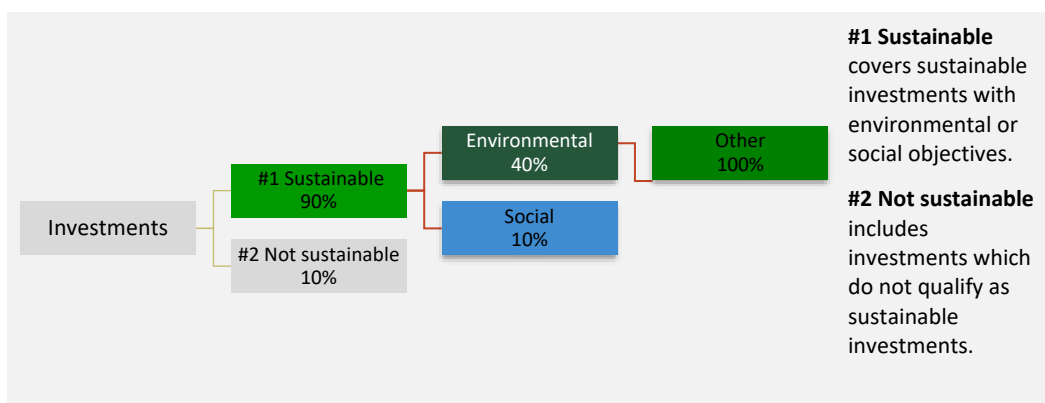 Investments
#1 Sustainable
90%
#2 Not sustainable
10%
Environmental
40%
Social
10%
Other
100%
#1 Sustainable
covers sustainable
investments with
environmental or
social objectives.
#2 Not sustainable
includes
investments which
do not qualify as
sustainable
investments.